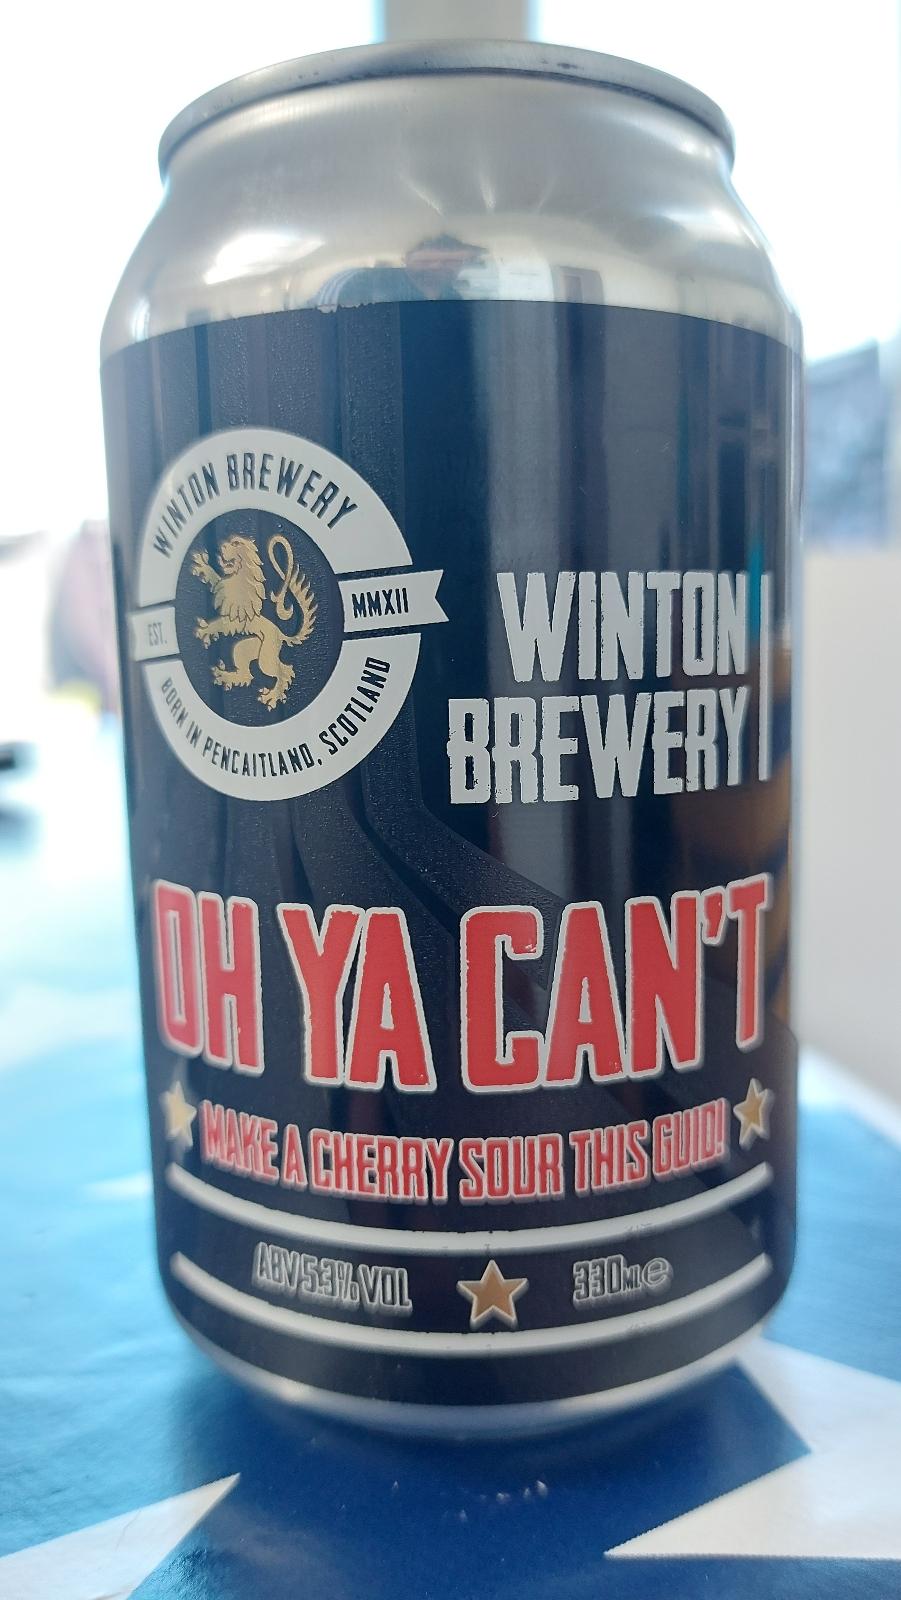 WINTON BREWERY
EST. MMXII
BORN IN PENCAITLAND, SCOTLAND
WINTON
BREWERY
OH YA CAN'T
MAKE A CHERRY SOUR THIS GUID!
ABV 5.3% VOL 330ML e